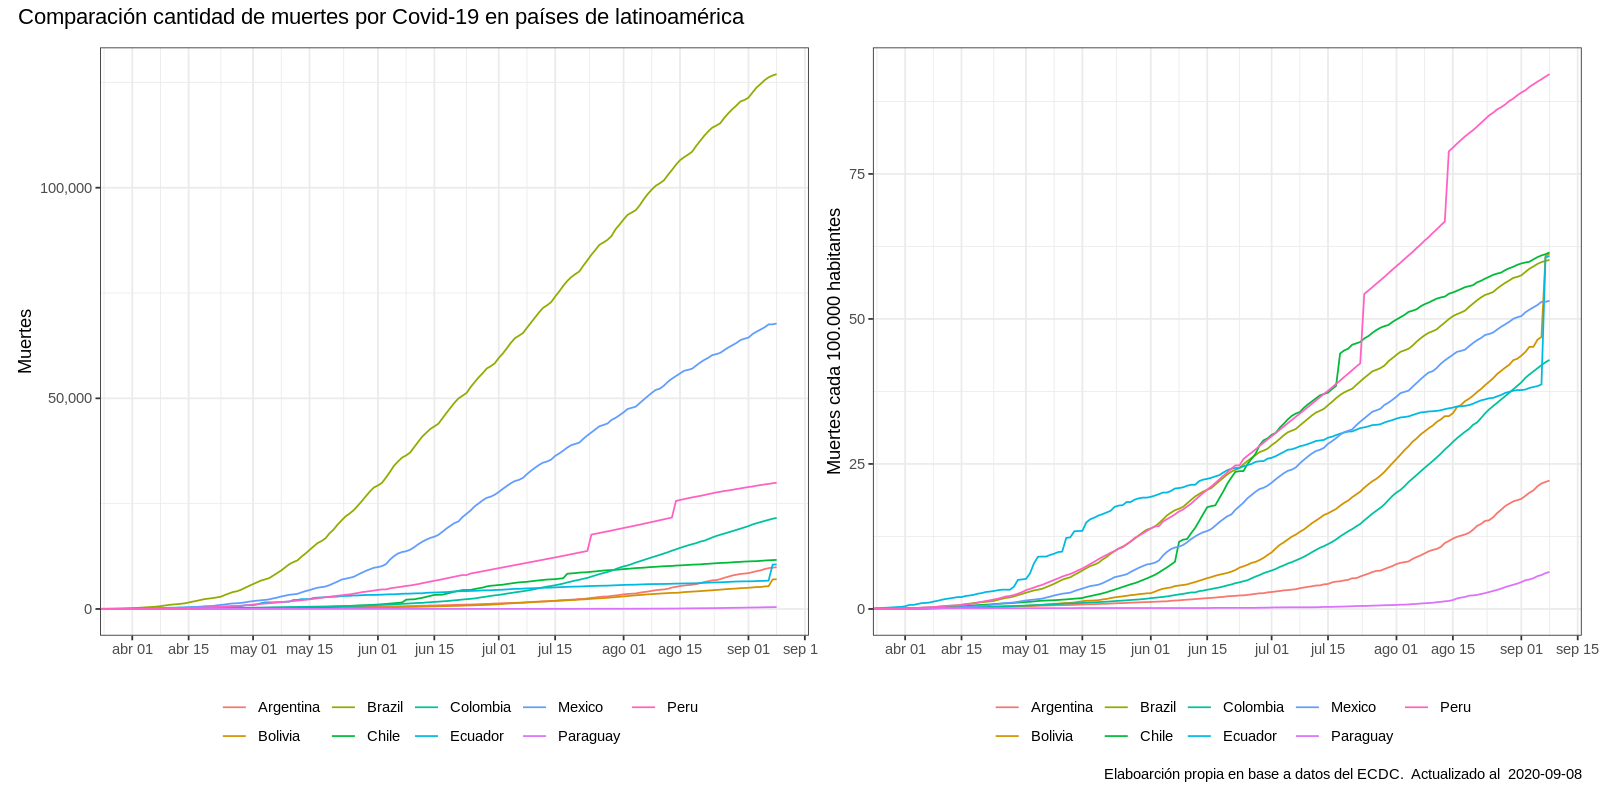 Comparación cantidad de muertes por Covid-19 en países de latinoamérica
Muertes
100,000
50,000
0
abr 01 abr 15 may 01 may 15 jun 01 jun 15 jul 01 jul 15 ago 01 ago 15 sep 01 sep 1
Argentina Brazil Colombia Mexico Peru
Bolivia Chile Ecuador Paraguay
Muertes cada 100.000 habitantes
75
50
25
0
abr 01 abr 15 may 01 may 15 jun 01 jun 15 jul 01 jul 15 ago 01 ago 15 sep 01 sep 15
Argentina Brazil Colombia Mexico Peru
Bolivia Chile Ecuador Paraguay
Elaboarción propia en base a datos del ECDC. Actualizado al 2020-09-08